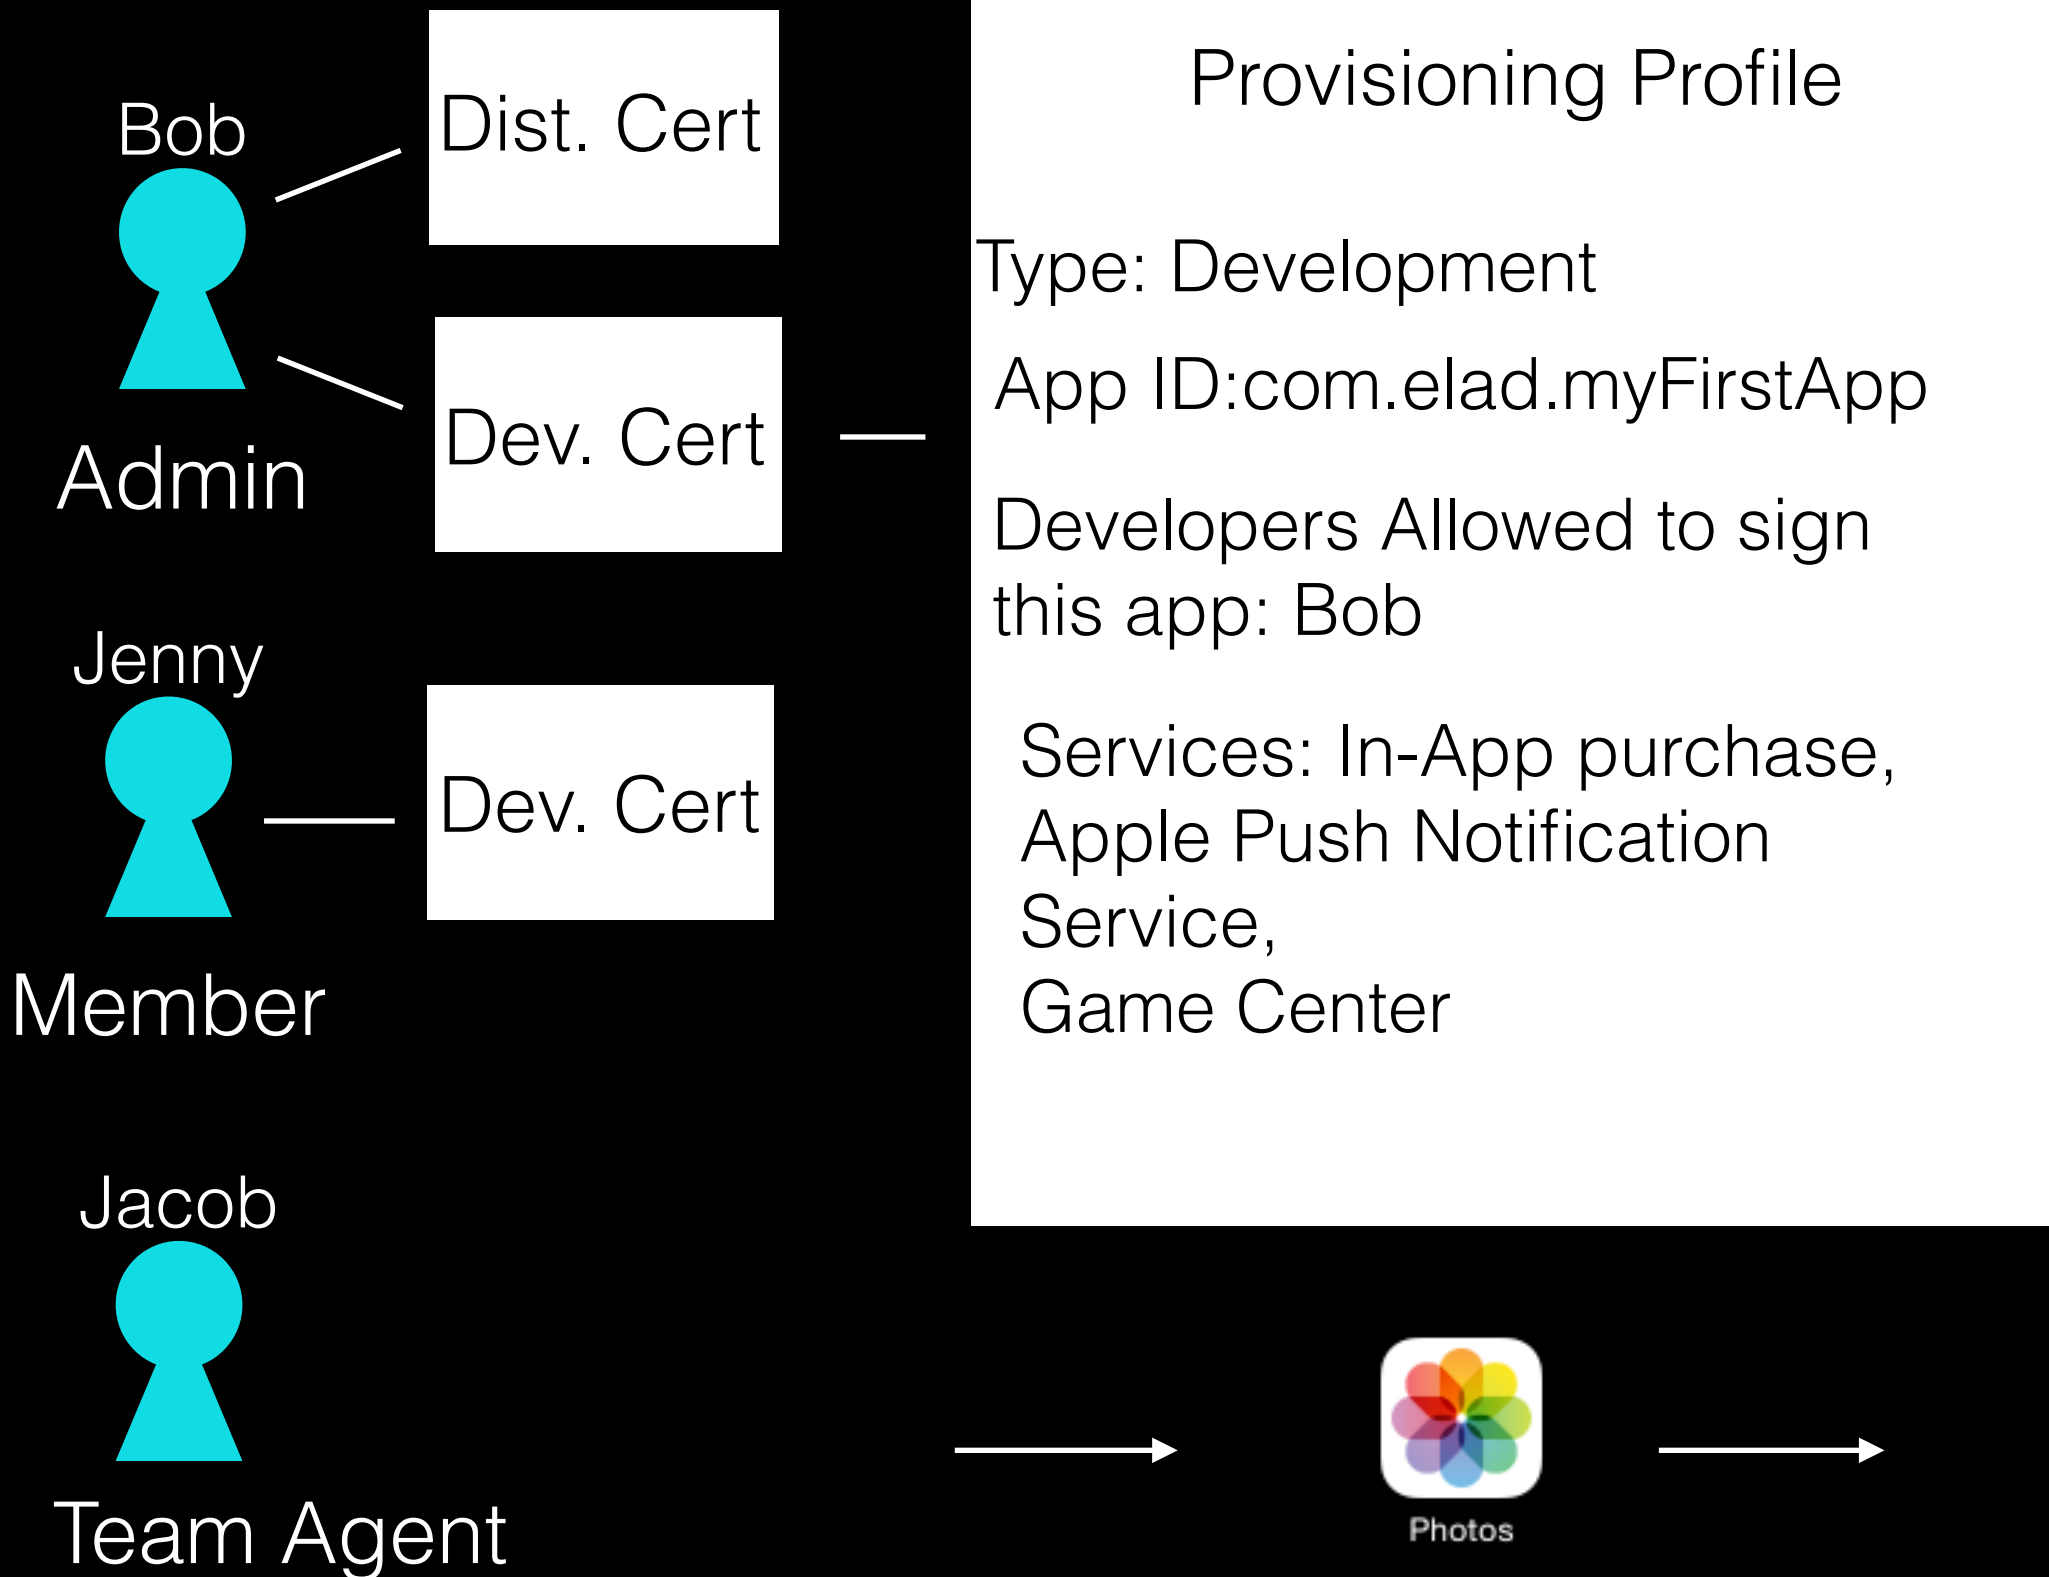 Bob
Dist. Cert
Dev. Cert
Admin
Jenny
Dev. Cert
Member
Jacob
Team Agent
Provisioning Profile
Type: Development
App ID:com.elad.myFirstApp
Developers Allowed to sign
this app: Bob
Services: In-App purchase,
Apple Push Notification
Service,
Game Center
Photos